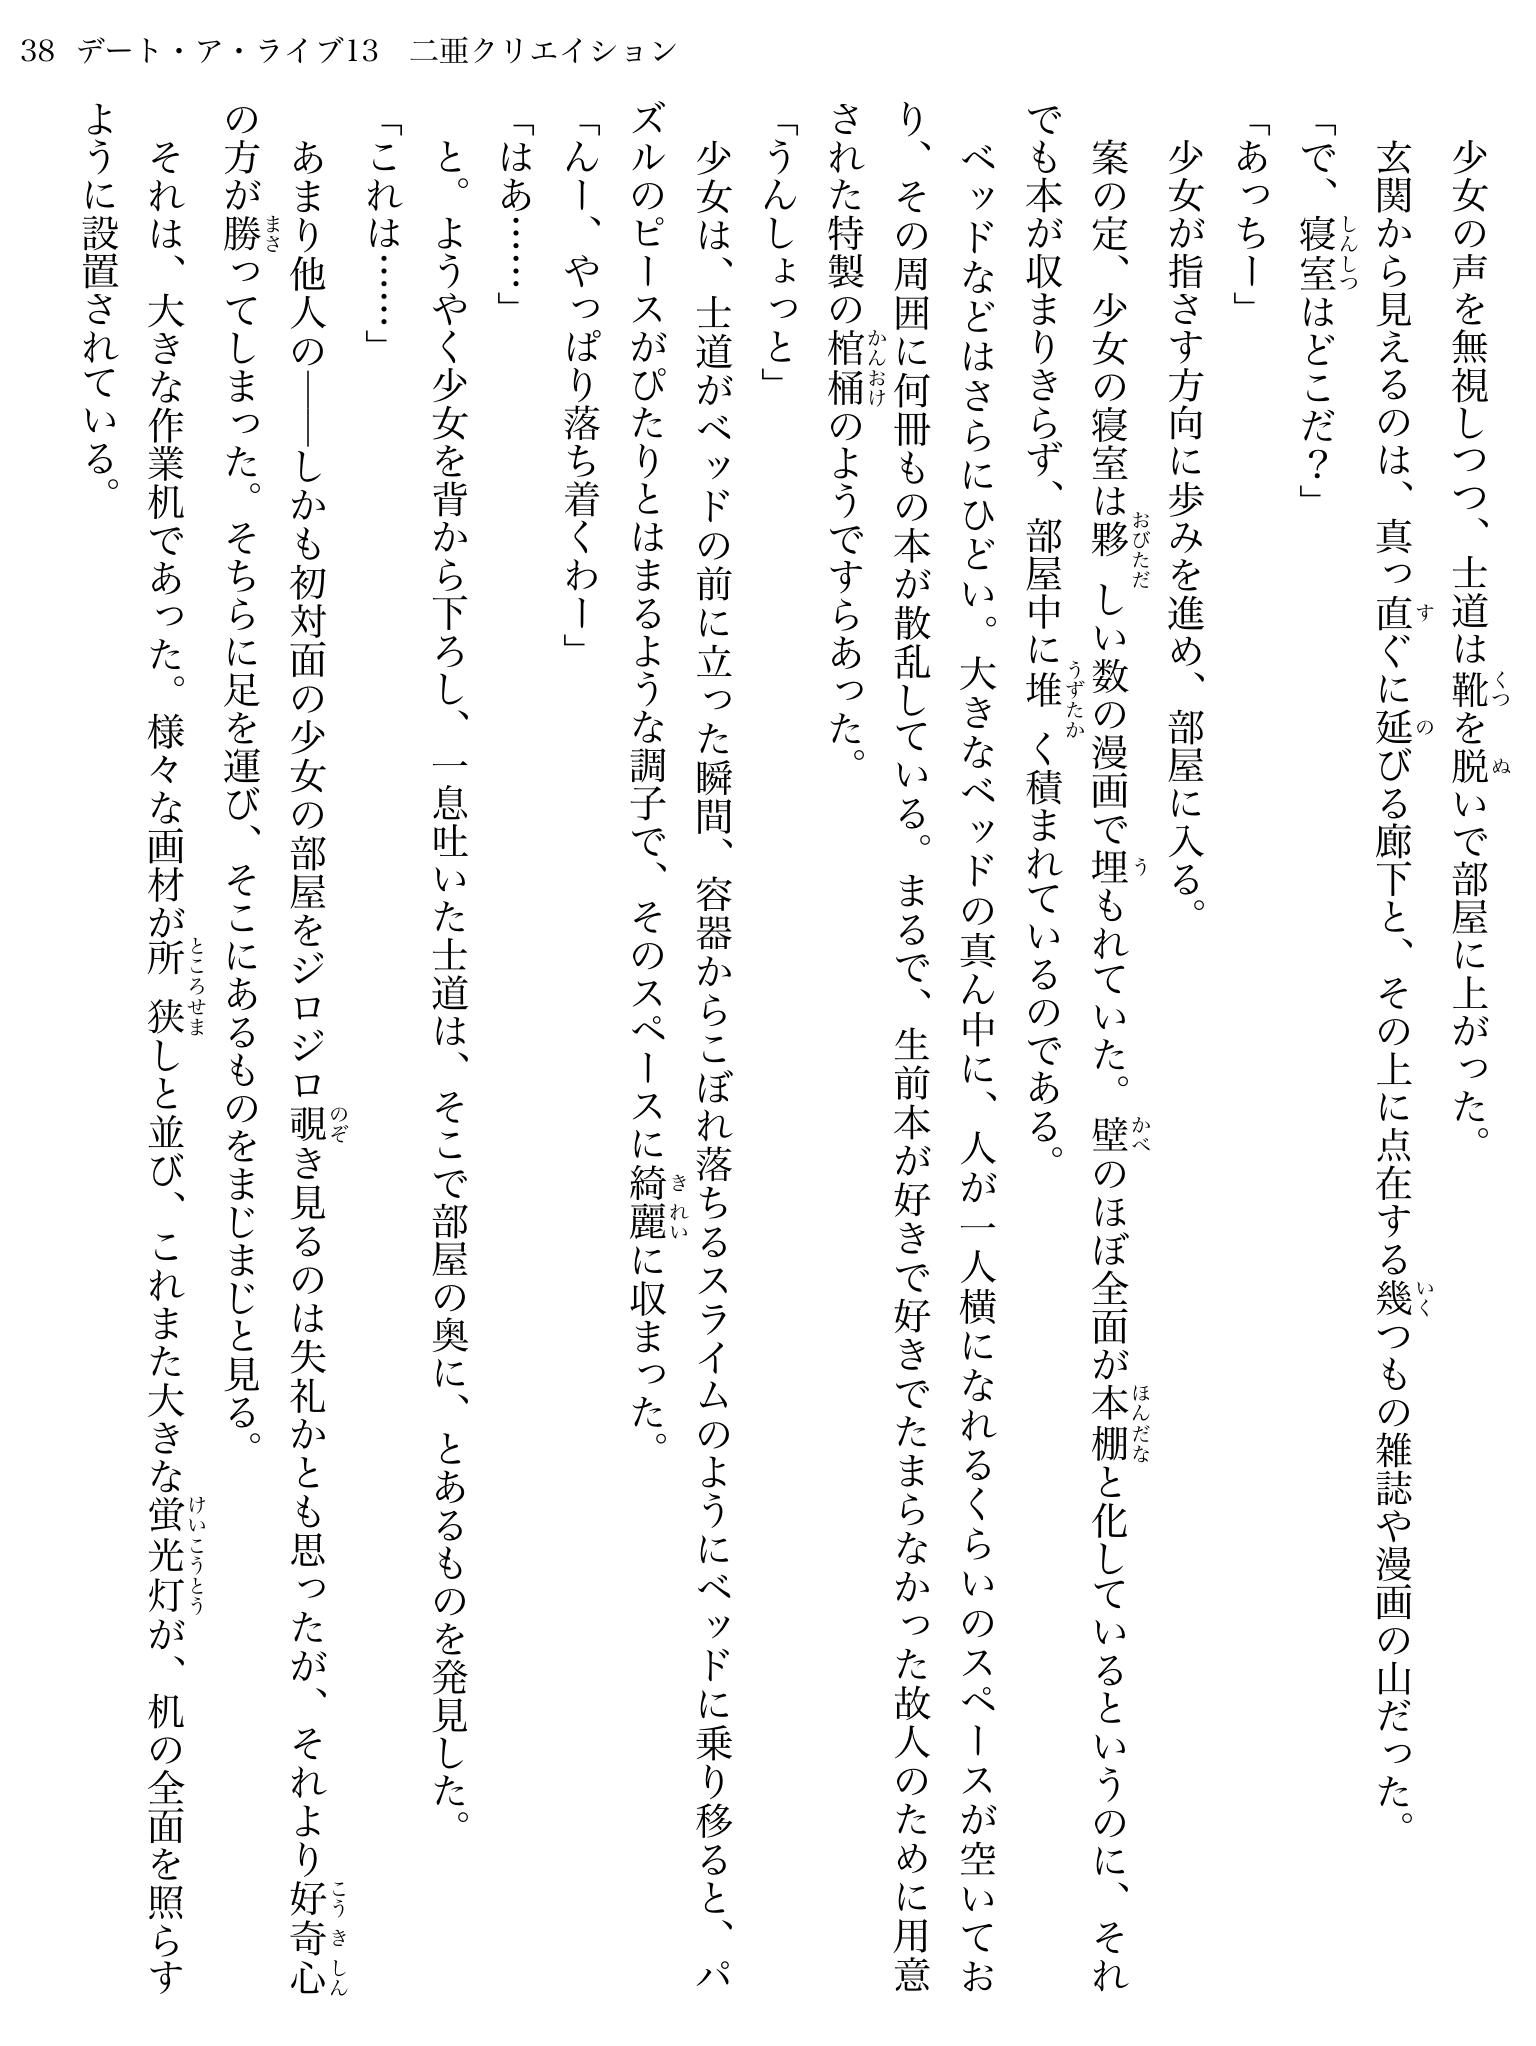 38 デート・ア・ライブ13　二亜クリエイション
　少女の声を無視しつつ、士道は靴を脱いで部屋に上がった。
　玄関から見えるのは、真っ直ぐに延びる廊下と、その上に点在する幾つもの雑誌や漫画の山だった。
「で、寝室はどこだ？」
「あっちー」
　少女が指さす方向に歩みを進め、部屋に入る。
　案の定、少女の寝室は夥しい数の漫画で埋もれていた。壁のほぼ全面が本棚と化しているというのに、それ
でも本が収まりきらず、部屋中に堆く積まれているのである。
　ベッドなどはさらにひどい。大きなベッドの真ん中に、人が一人横になれるくらいのスペースが空いてお
り、その周囲に何冊もの本が散乱している。まるで、生前本が好きで好きでたまらなかった故人のために用意
された特製の棺桶のようですらあった。
「うんしょっと」
　少女は、士道がベッドの前に立った瞬間、容器からこぼれ落ちるスライムのようにベッドに乗り移ると、パ
ズルのピースがぴたりとはまるような調子で、そのスペースに綺麗に収まった。
「んー、やっぱり落ち着くわー」
「はあ……」
　と。ようやく少女を背から下ろし、一息吐いた士道は、そこで部屋の奥に、とあるものを発見した。
「これは……」
　あまり他人の――しかも初対面の少女の部屋をジロジロ覗き見るのは失礼かとも思ったが、それより好奇心
の方が勝ってしまった。そちらに足を運び、そこにあるものをまじまじと見る。
　それは、大きな作業机であった。様々な画材が所狭しと並び、これまた大きな蛍光灯が、机の全面を照らす
ように設置されている。